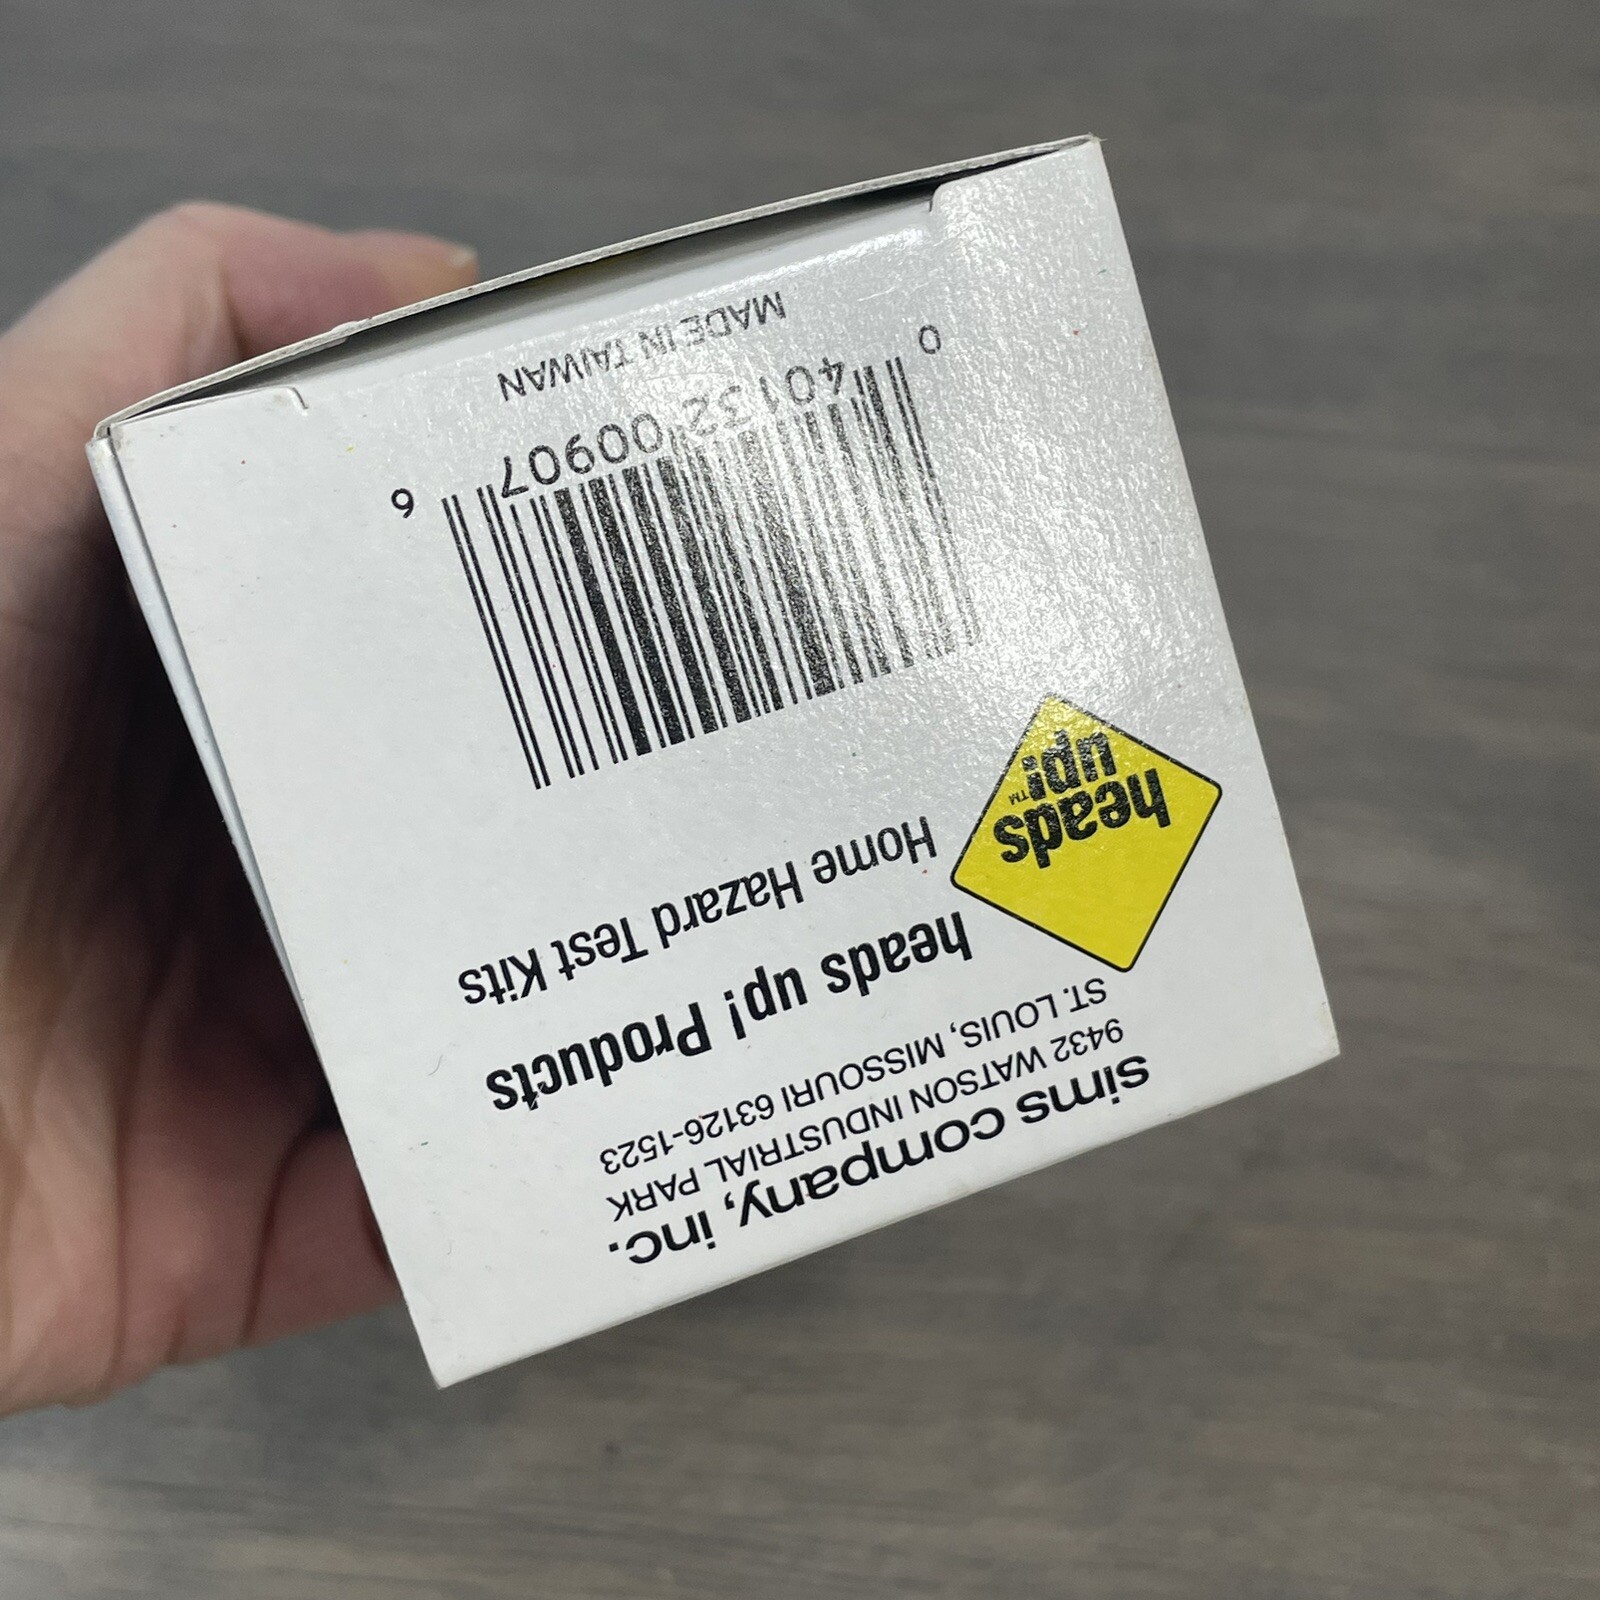 sims company, inc.
9432 WATSON INDUSTRIAL PARK
ST. LOUIS, MISSOURI 63126-1523
heads up! Products
Home Hazard Test Kits
heads
up!™
0 40132 00907 6
MADE IN TAIWAN